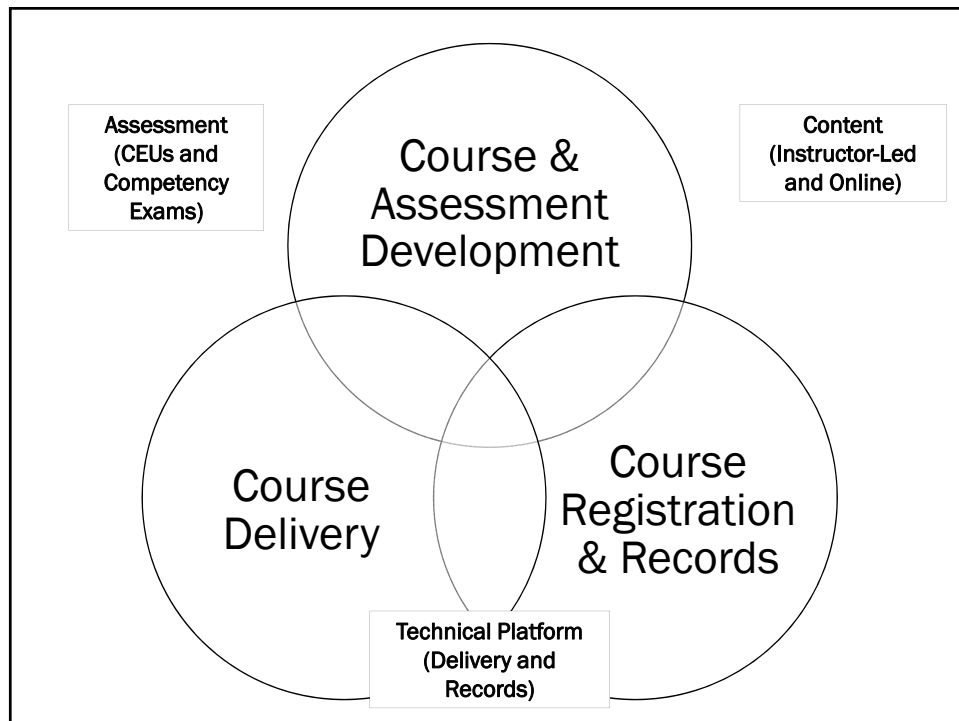 Assessment
(CEUs and
Competency
Exams)
Content
(Instructor-Led
and Online)
Course &
Assessment
Development
Course
Delivery
Course
Registration
& Records
Technical Platform
(Delivery and
Records)